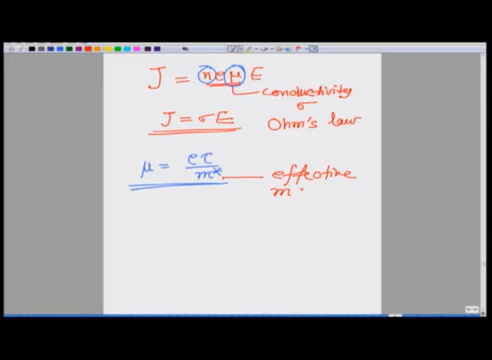 J = neμ E
conductivity
σ
J = σE Ohm's law
μ = eτ / m* effective
m